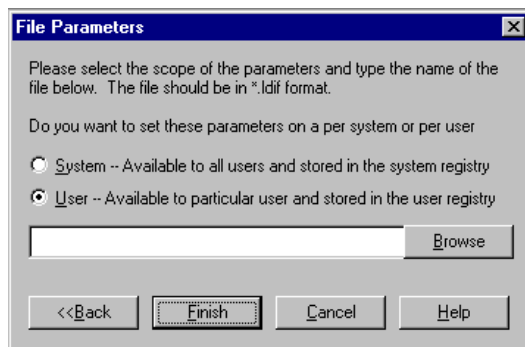 File Parameters
Please select the scope of the parameters and type the name of the
file below. The file should be in *.ldif format.
Do you want to set these parameters on a per system or per user
System -- Available to all users and stored in the system registry
User -- Available to particular user and stored in the user registry
Browse
<<Back Finish Cancel Help